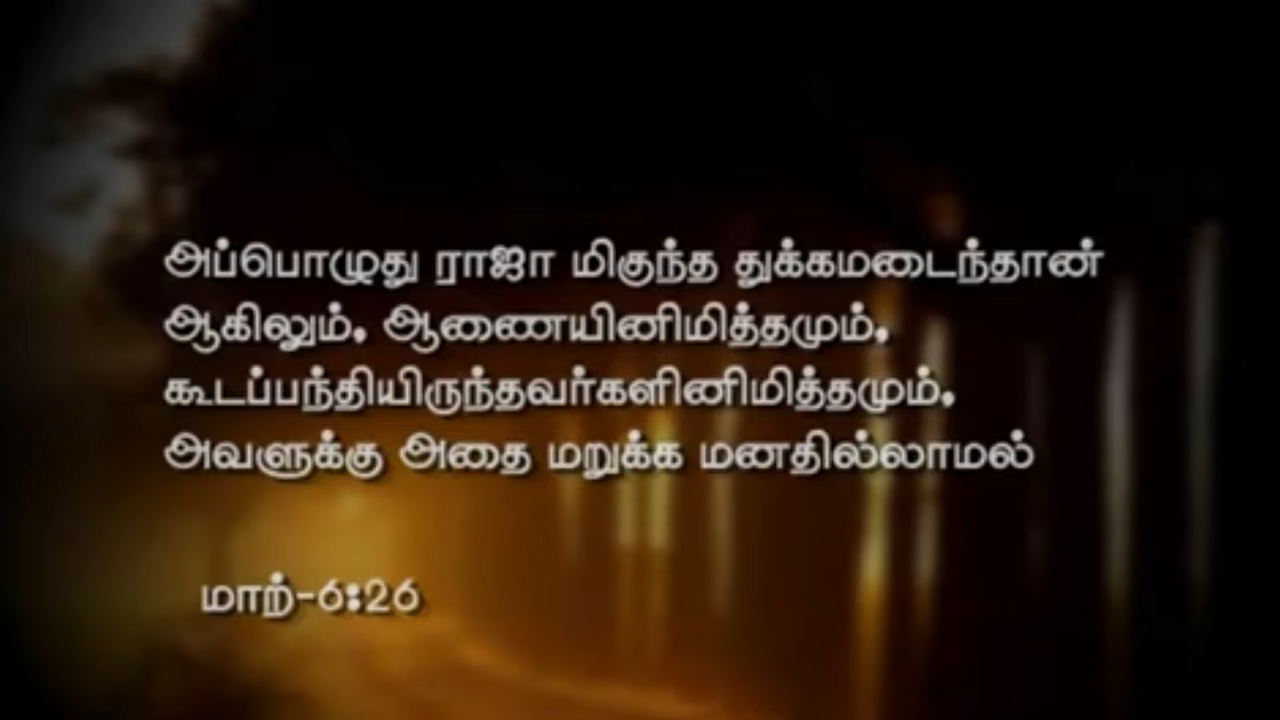 அப்பொழுது ராஜா மிகுந்த துக்கமடைந்தான்
ஆகிலும், ஆணையினிமித்தமும்,
கூடப்பந்தியிருந்தவர்களினிமித்தமும்,
அவளுக்கு அதை மறுக்க மனதில்லாமல்
மாற்-6:26